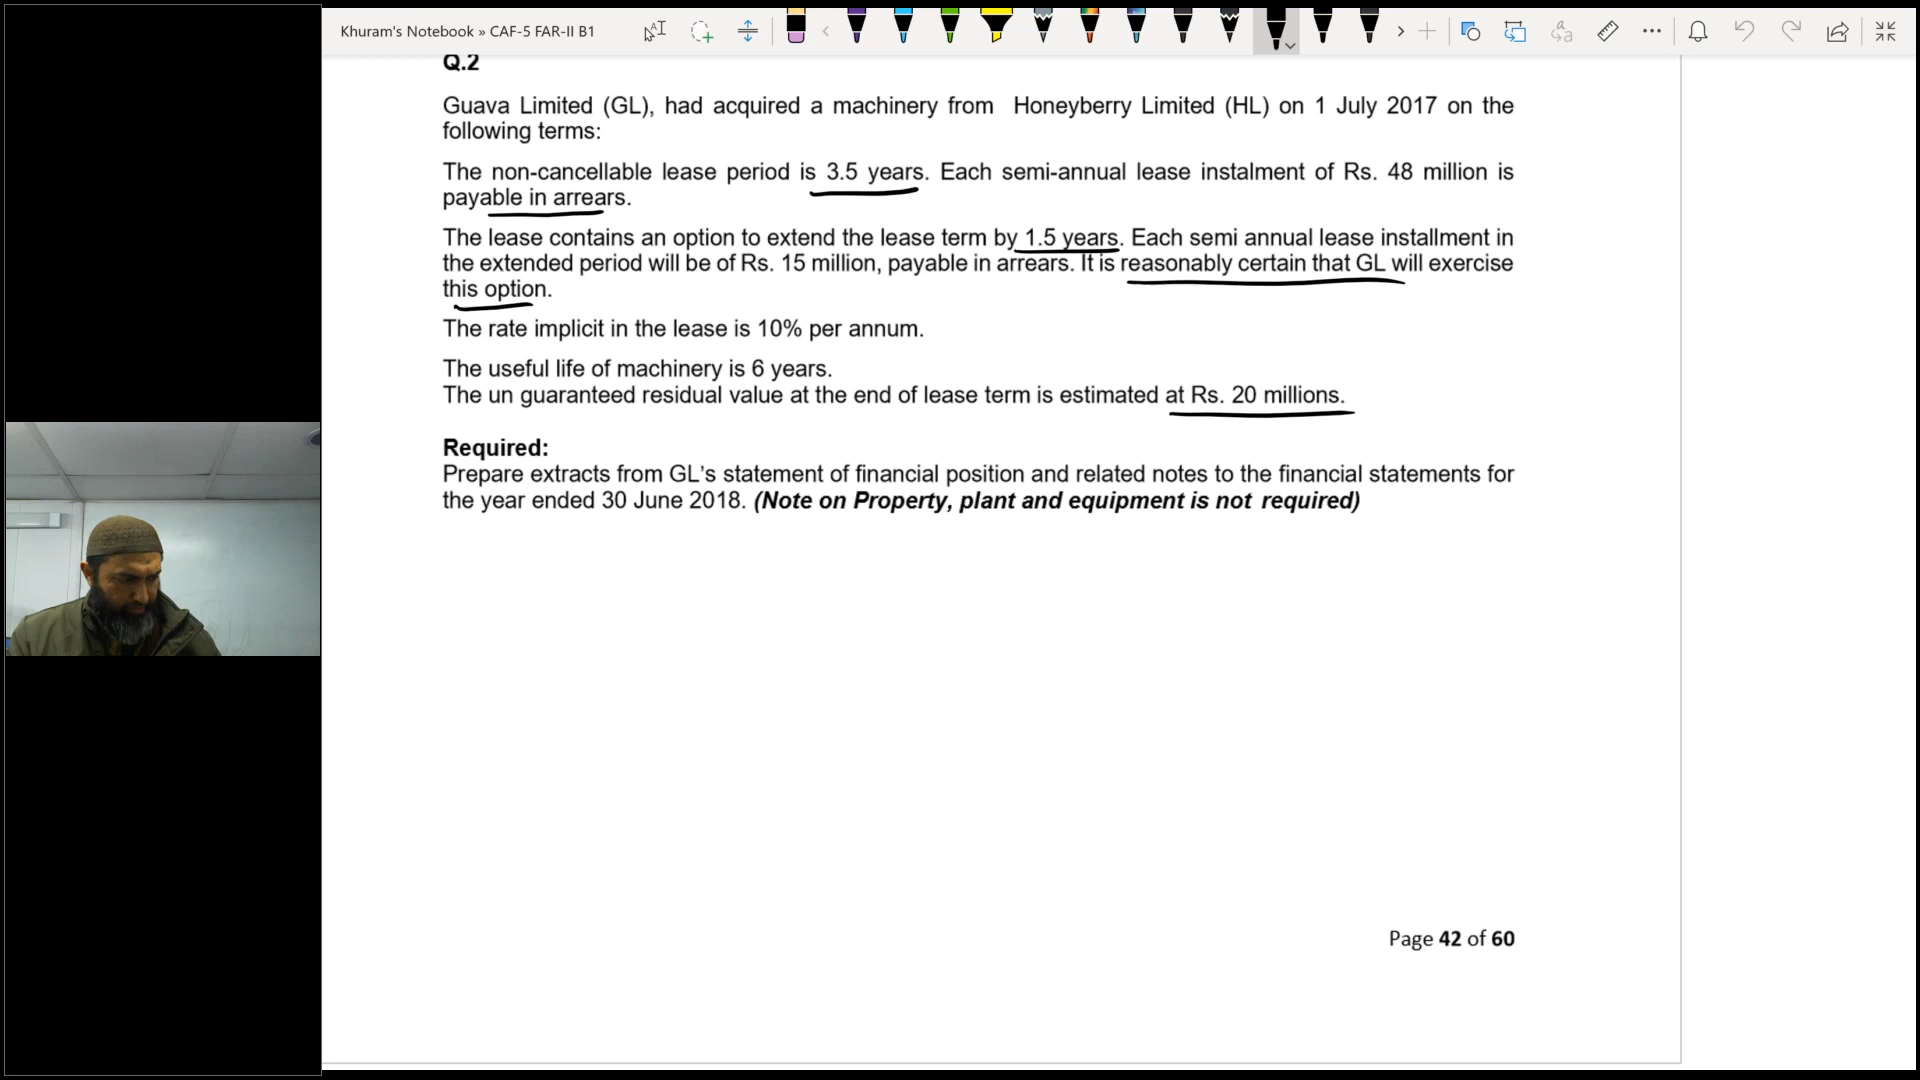 Khuram's Notebook » CAF-5 FAR-II B1
Q.2
Guava Limited (GL), had acquired a machinery from Honeyberry Limited (HL) on 1 July 2017 on the
following terms:
The non-cancellable lease period is 3.5 years. Each semi-annual lease instalment of Rs. 48 million is
payable in arrears.
The lease contains an option to extend the lease term by 1.5 years. Each semi annual lease installment in
the extended period will be of Rs. 15 million, payable in arrears. It is reasonably certain that GL will exercise
this option.
The rate implicit in the lease is 10% per annum.
The useful life of machinery is 6 years.
The un guaranteed residual value at the end of lease term is estimated at Rs. 20 millions.
Required:
Prepare extracts from GL's statement of financial position and related notes to the financial statements for
the year ended 30 June 2018. (Note on Property, plant and equipment is not required)
Page 42 of 60